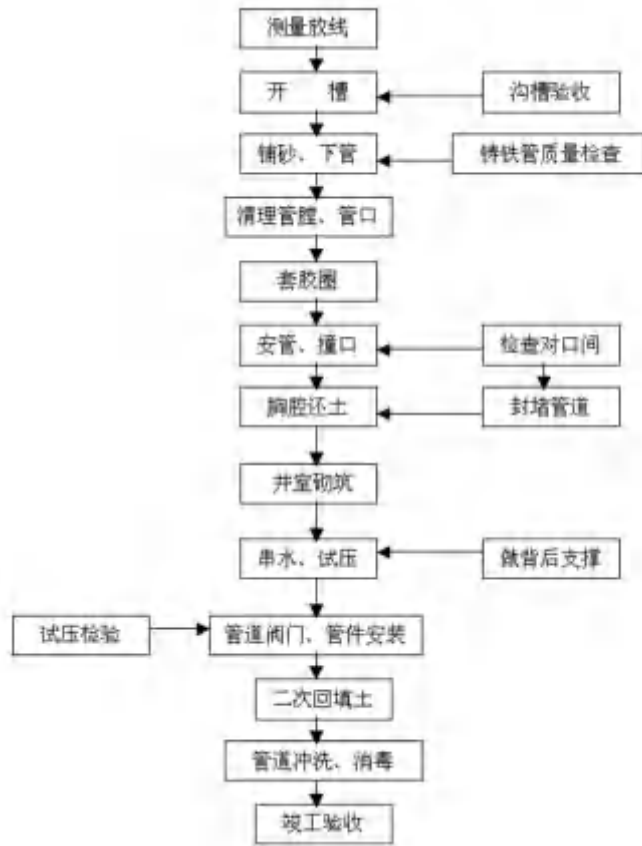 测量放线
开 槽
沟槽验收
铺砂、下管
铸铁管质量检查
清理管膛、管口
套胶圈
安管、撞口
检查对口间
胸腔还土
封堵管道
井室砌筑
串水、试压
做背后支撑
试压检验
管道阀门、管件安装
二次回填土
管道冲洗、消毒
竣工验收